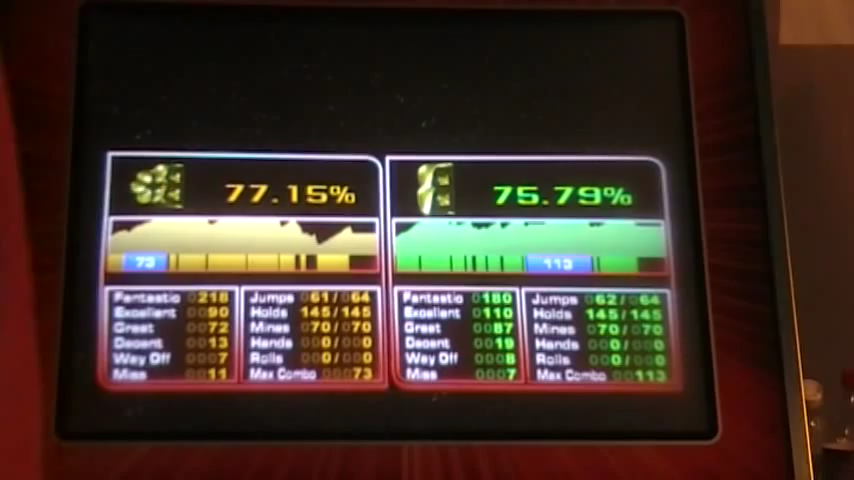 77.15%
73
Fantastic 0218
Excellent 0090
Great 0072
Decent 0013
Way Off 0007
Miss 0011
Jumps 061/064
Holds 145/145
Mines 070/070
Hands 000/000
Rolls 000/000
Max Combo 00073
75.79%
113
Fantastic 0180
Excellent 0110
Great 0087
Decent 0019
Way Off 0008
Miss 0007
Jumps 062/064
Holds 145/145
Mines 070/070
Hands 000/000
Rolls 000/000
Max Combo 00113